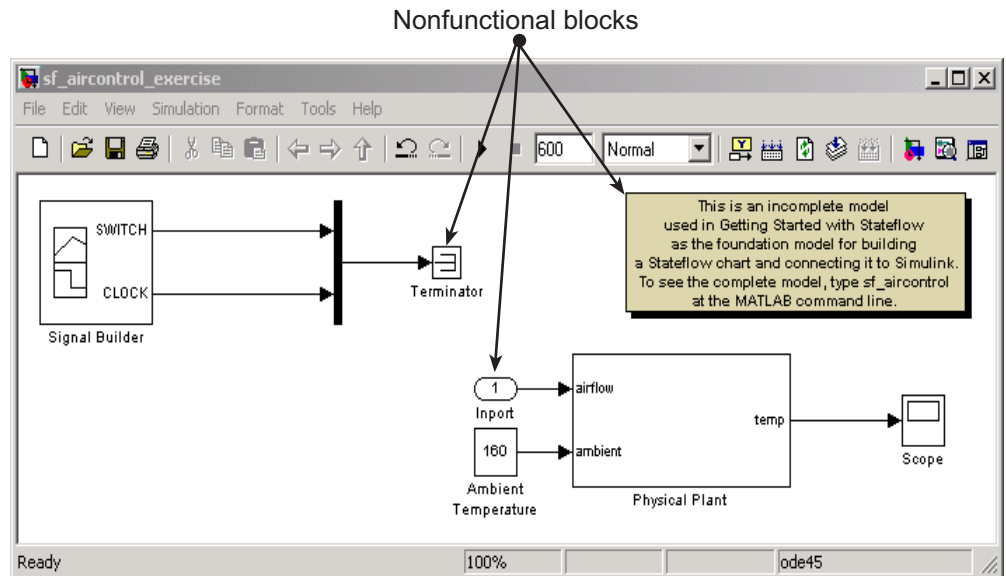 Nonfunctional blocks
sf_aircontrol_exercise
File Edit View Simulation Format Tools Help
600 Normal
This is an incomplete model
used in Getting Started with Stateflow
as the foundation model for building
a Stateflow chart and connecting it to Simulink.
To see the complete model, type sf_aircontrol
at the MATLAB command line.
SWITCH
CLOCK
Signal Builder
Terminator
1
Inport
160
Ambient
Temperature
airflow
ambient
temp
Physical Plant
Scope
Ready 100% ode45